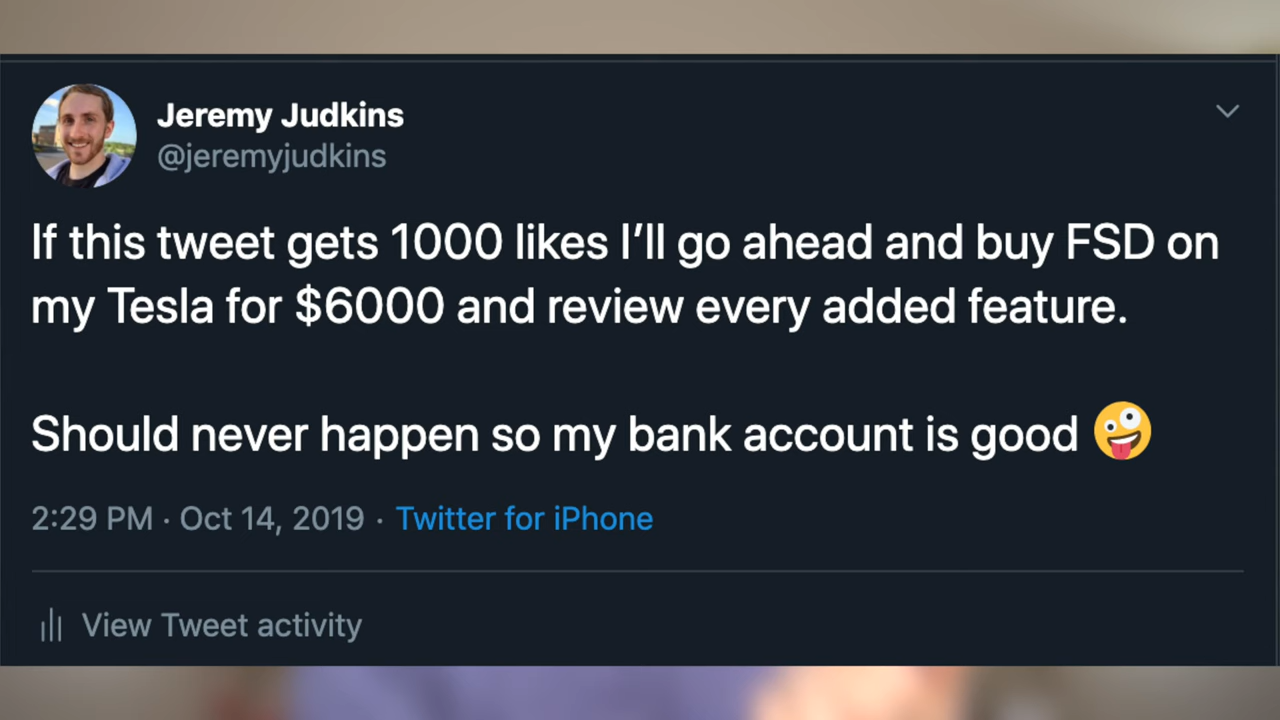 Jeremy Judkins
@jeremyjudkins
If this tweet gets 1000 likes I’ll go ahead and buy FSD on
my Tesla for $6000 and review every added feature.
Should never happen so my bank account is good 🤪
2:29 PM · Oct 14, 2019 · Twitter for iPhone
View Tweet activity